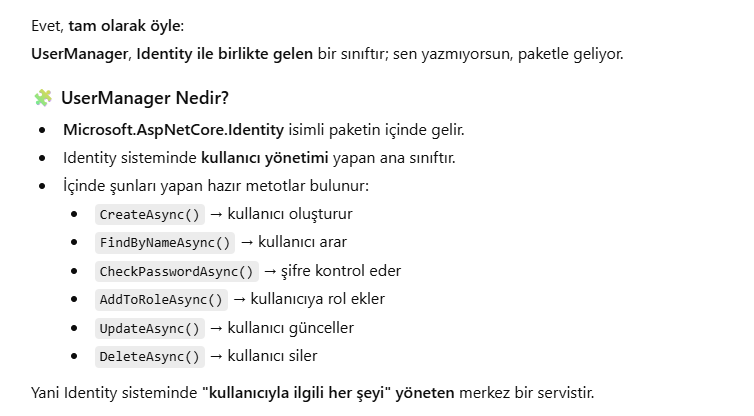 Evet, tam olarak öyle:
UserManager, Identity ile birlikte gelen bir sınıftır; sen yazmıyorsun, paketle geliyor.
🧩 UserManager Nedir?
• Microsoft.AspNetCore.Identity isimli paketin içinde gelir.
• Identity sisteminde kullanıcı yönetimi yapan ana sınıftır.
• İçinde şunları yapan hazır metotlar bulunur:
• CreateAsync() → kullanıcı oluşturur
• FindByNameAsync() → kullanıcı arar
• CheckPasswordAsync() → şifre kontrol eder
• AddToRoleAsync() → kullanıcıya rol ekler
• UpdateAsync() → kullanıcı günceller
• DeleteAsync() → kullanıcı siler
Yani Identity sisteminde "kullanıcıyla ilgili her şeyi" yöneten merkez bir servistir.